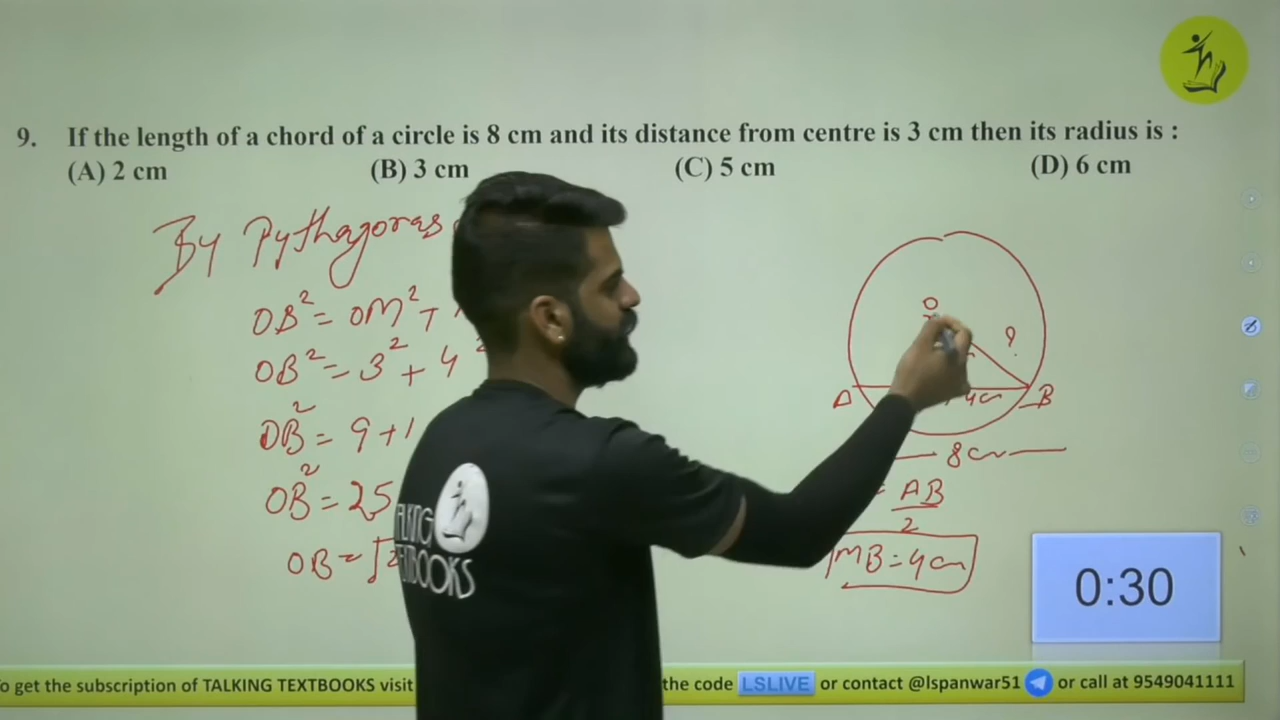 9. If the length of a chord of a circle is 8 cm and its distance from centre is 3 cm then its radius is :
(A) 2 cm (B) 3 cm (C) 5 cm (D) 6 cm
By Pythagoras
OB² = OM² +
OB² = 3² + 4²
OB² = 9 + 1
OB² = 25
OB = √2
O
?
A 4cm B
8cm
= AB
2
MB = 4cm
0:30
TALKING
TEXTBOOKS
o get the subscription of TALKING TEXTBOOKS visit the code LSLIVE or contact @lspanwar51 or call at 9549041111